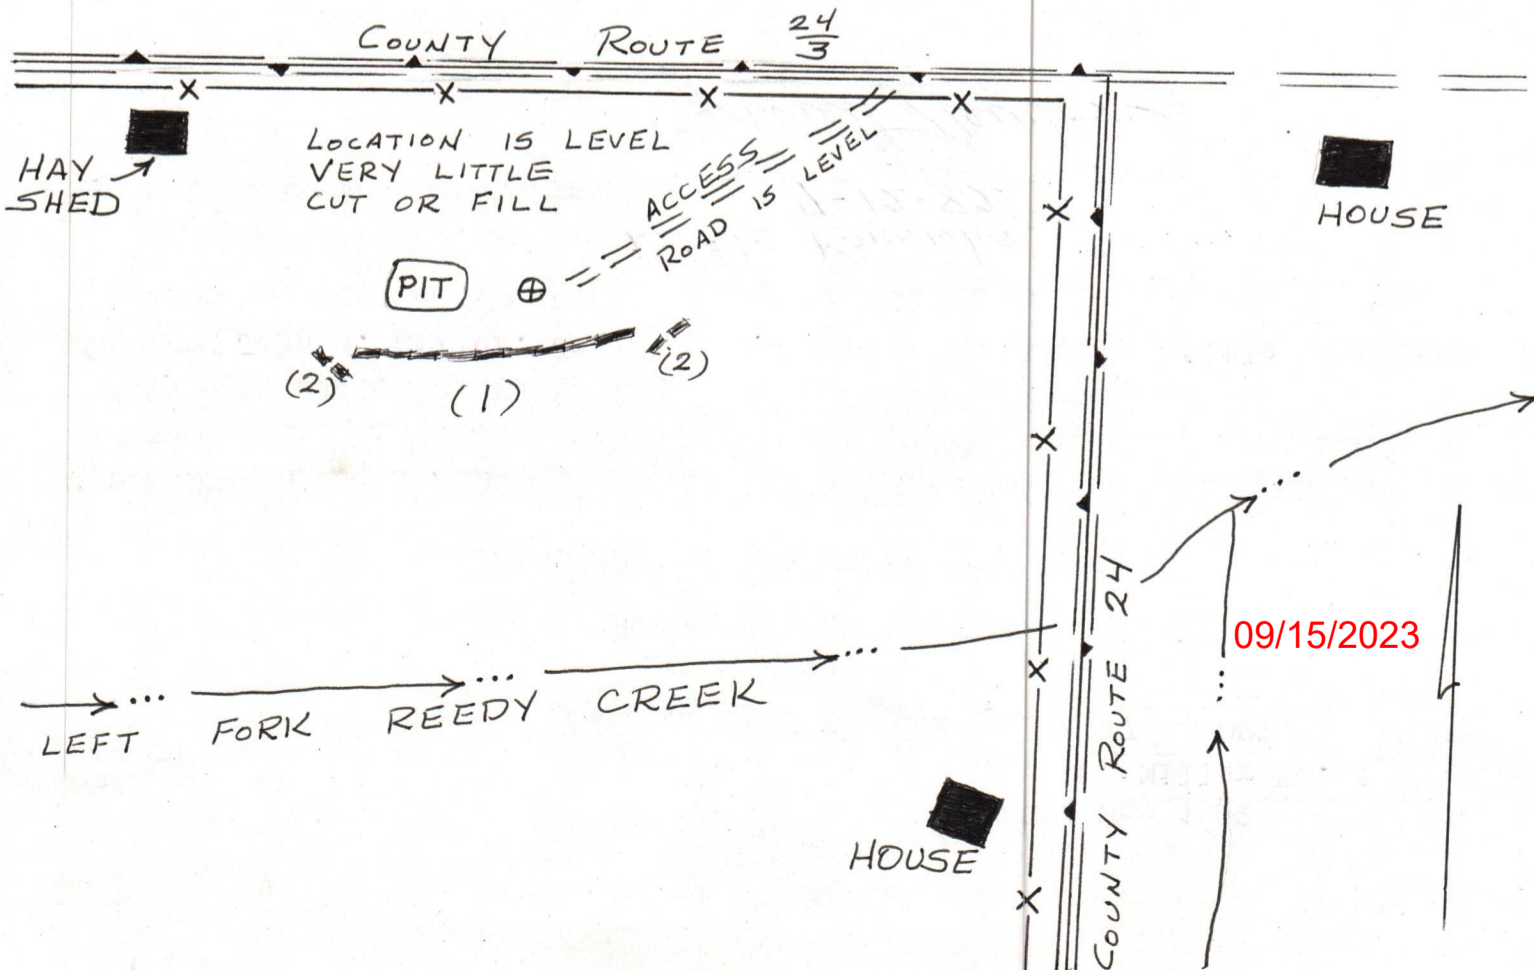 COUNTY ROUTE 24/3
HAY
SHED
LOCATION IS LEVEL
VERY LITTLE
CUT OR FILL
ACCESS
ROAD IS LEVEL
HOUSE
PIT
(2)
(1)
(2)
COUNTY ROUTE 24
09/15/2023
LEFT FORK REEDY CREEK
HOUSE